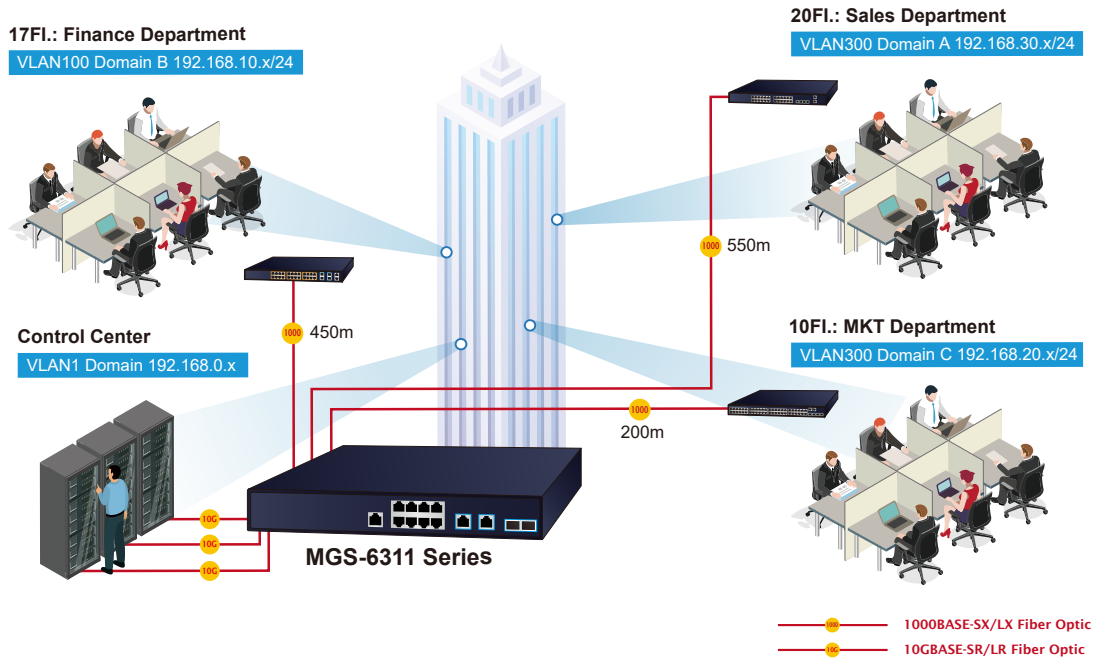 17Fl.: Finance Department
VLAN100 Domain B 192.168.10.x/24
20Fl.: Sales Department
VLAN300 Domain A 192.168.30.x/24
1000
550m
1000
450m
Control Center
VLAN1 Domain 192.168.0.x
10Fl.: MKT Department
VLAN300 Domain C 192.168.20.x/24
1000
200m
10G
10G
10G
MGS-6311 Series
1000 1000BASE-SX/LX Fiber Optic
10G 10GBASE-SR/LR Fiber Optic